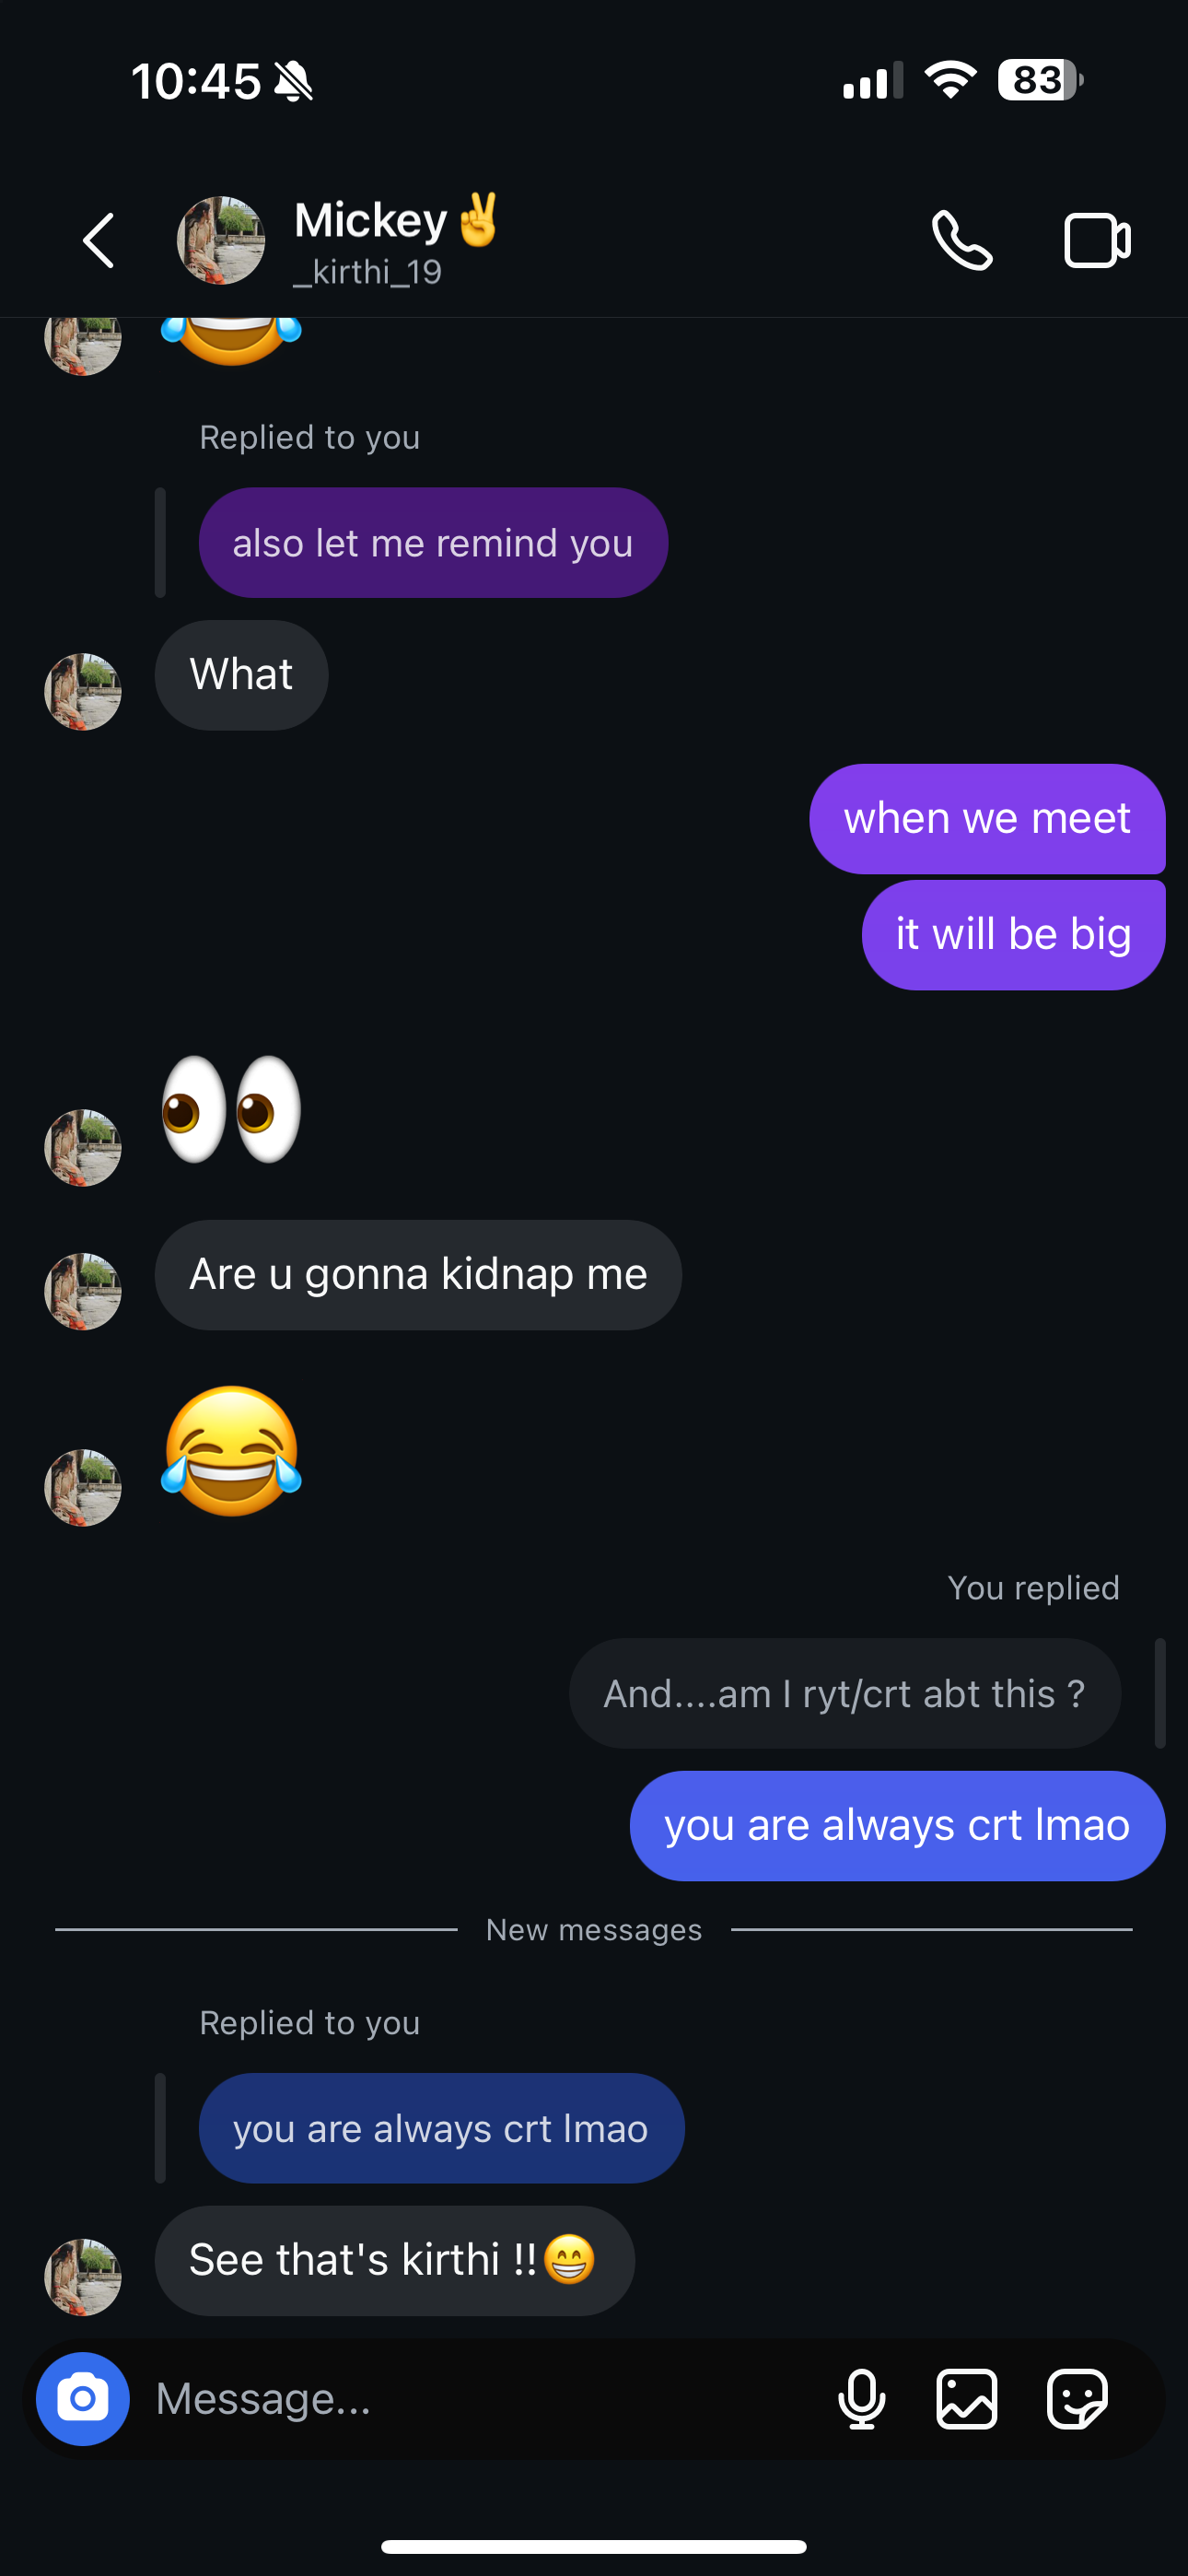 10:45
83
Mickey✌️
_kirthi_19
😂
Replied to you
also let me remind you
What
when we meet
it will be big
👀
Are u gonna kidnap me
😂
You replied
And....am I ryt/crt abt this ?
you are always crt lmao
New messages
Replied to you
you are always crt lmao
See that's kirthi !!😁
Message...